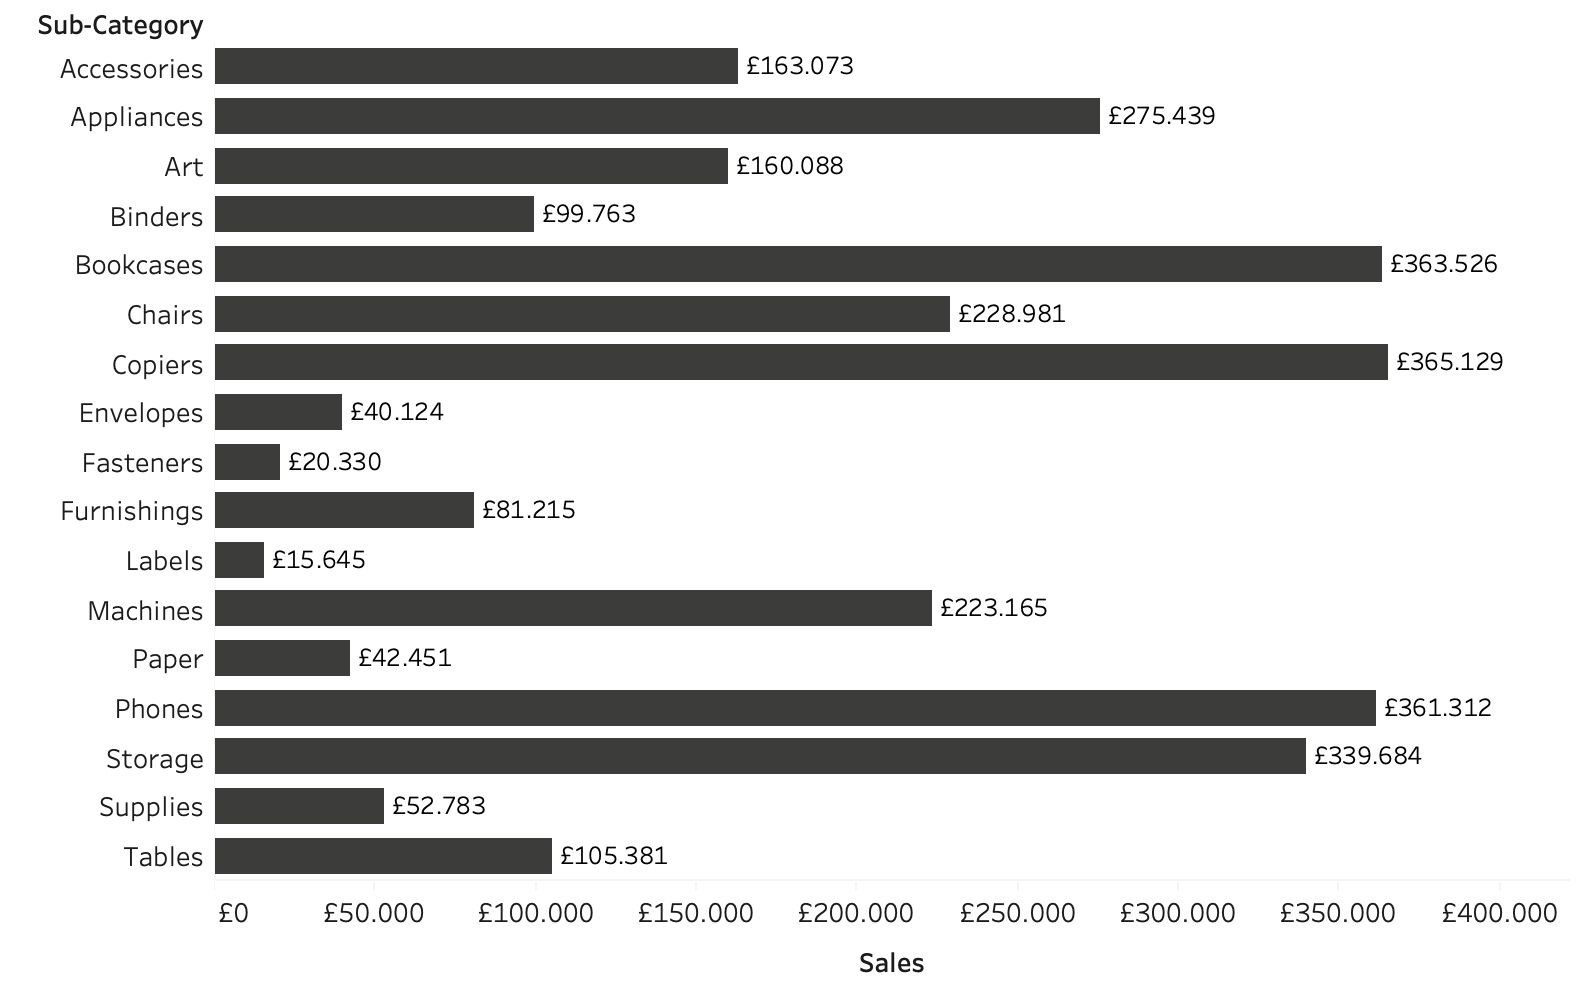 Sub-Category
Accessories £163.073
Appliances £275.439
Art £160.088
Binders £99.763
Bookcases £363.526
Chairs £228.981
Copiers £365.129
Envelopes £40.124
Fasteners £20.330
Furnishings £81.215
Labels £15.645
Machines £223.165
Paper £42.451
Phones £361.312
Storage £339.684
Supplies £52.783
Tables £105.381
£0 £50.000 £100.000 £150.000 £200.000 £250.000 £300.000 £350.000 £400.000
Sales